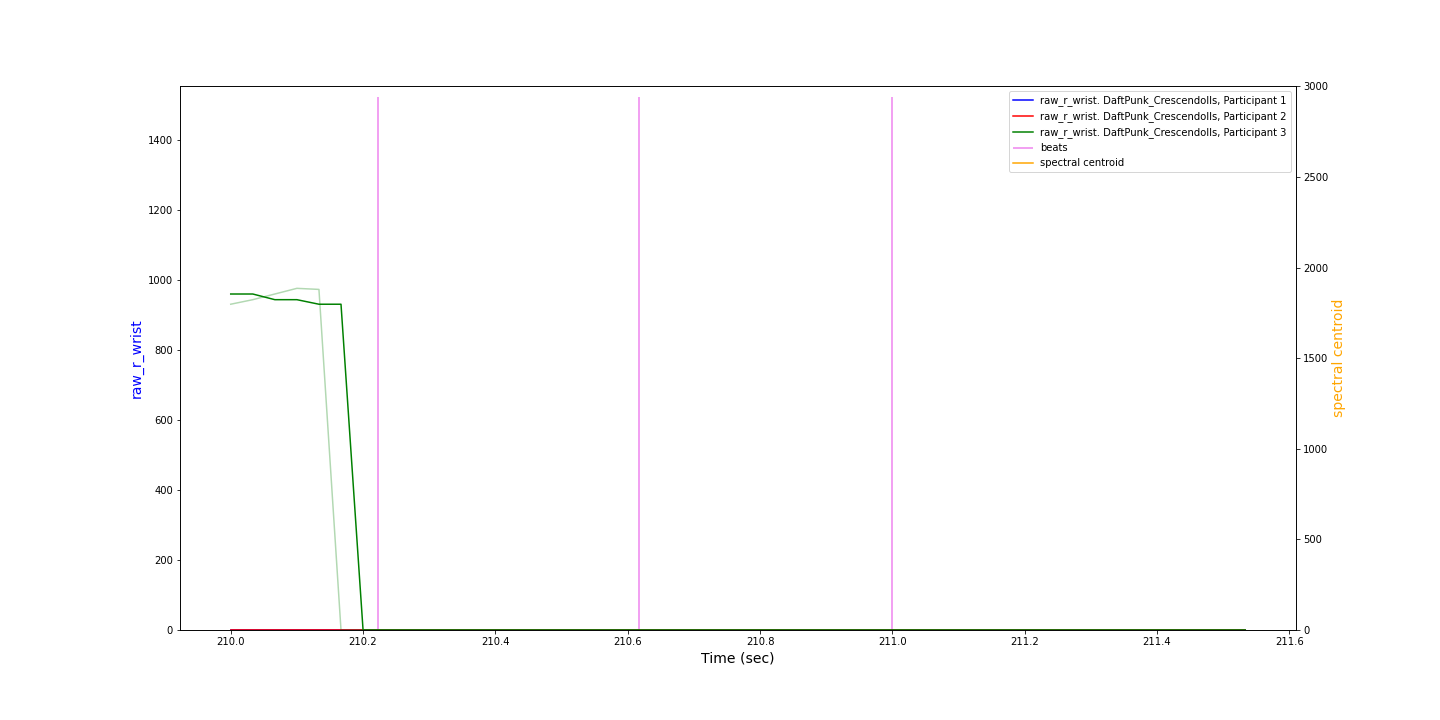 raw_r_wrist. DaftPunk_Crescendolls, Participant 1
raw_r_wrist. DaftPunk_Crescendolls, Participant 2
raw_r_wrist. DaftPunk_Crescendolls, Participant 3
beats
spectral centroid
1400
1200
1000
800
600
400
200
0
raw_r_wrist
3000
2500
2000
1500
1000
500
0
spectral centroid
210.0 210.2 210.4 210.6 210.8 211.0 211.2 211.4 211.6
Time (sec)